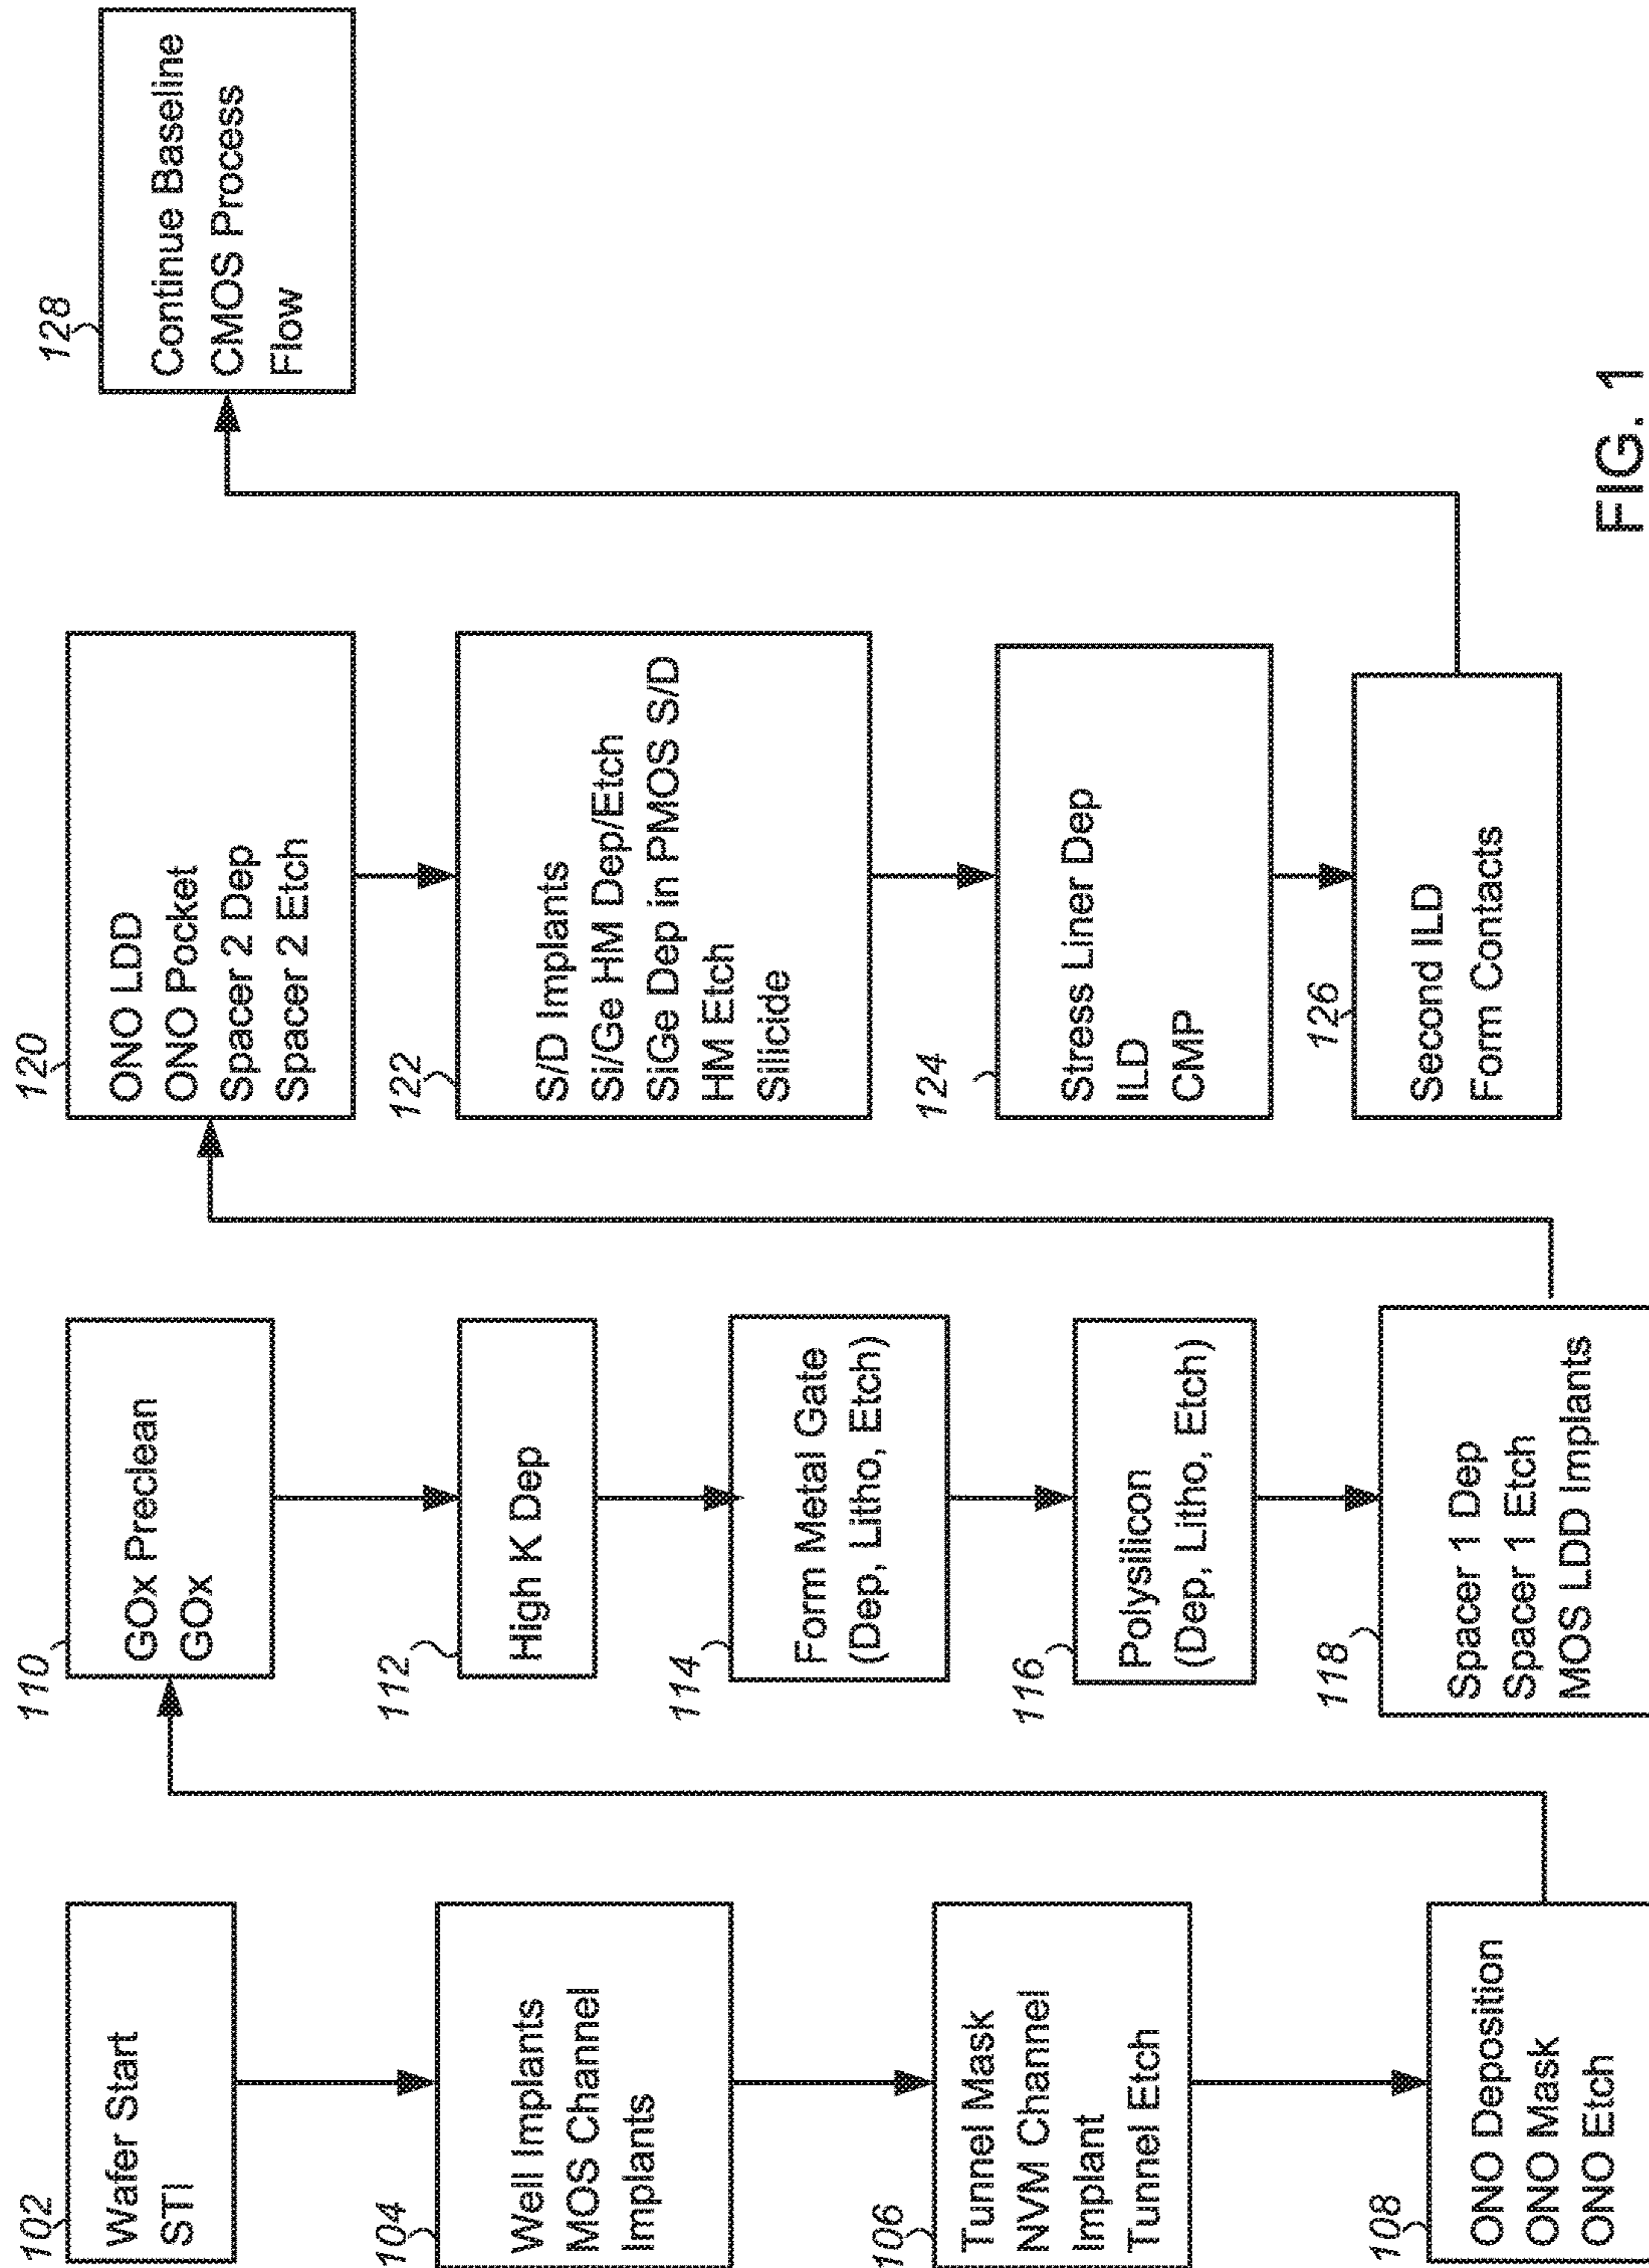 102
Wafer Start
STI
104
Well Implants
MOS Channel
Implants
106
Tunnel Mask
NVM Channel
Implant
Tunnel Etch
108
ONO Deposition
ONO Mask
ONO Etch
110
GOx Preclean
GOx
112
High K Dep
114
Form Metal Gate
(Dep, Litho, Etch)
116
Polysilicon
(Dep, Litho, Etch)
118
Spacer 1 Dep
Spacer 1 Etch
MOS LDD Implants
120
ONO LDD
ONO Pocket
Spacer 2 Dep
Spacer 2 Etch
122
S/D Implants
Si/Ge HM Dep/Etch
SiGe Dep in PMOS S/D
HM Etch
Silicide
124
Stress Liner Dep
ILD
CMP
126
Second ILD
Form Contacts
128
Continue Baseline
CMOS Process
Flow
FIG. 1